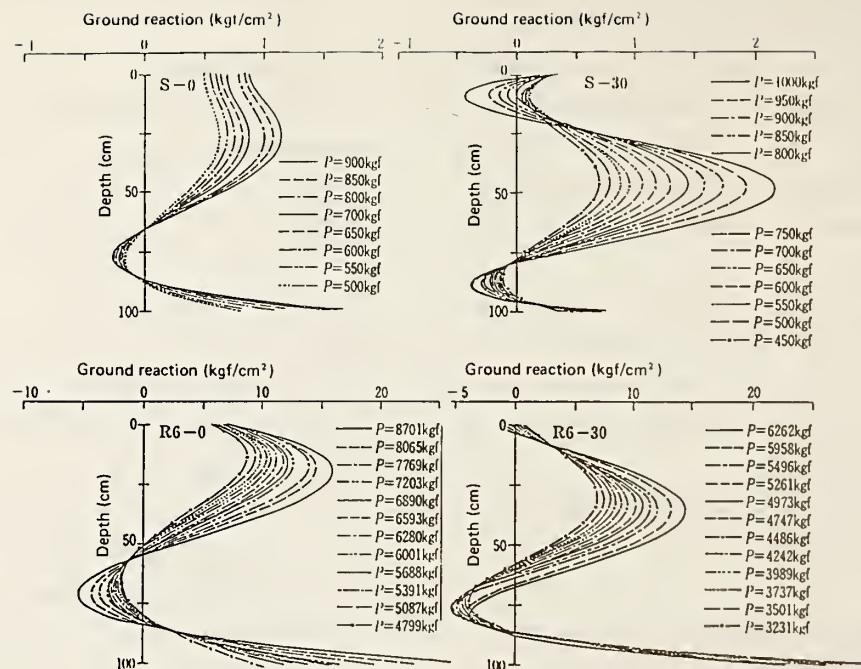 Ground reaction (kgf/cm²)
-1 0 1 2
0
50
100
Depth (cm)
S-0
P=900kgf
P=850kgf
P=800kgf
P=700kgf
P=650kgf
P=600kgf
P=550kgf
P=500kgf
Ground reaction (kgf/cm²)
-1 0 1 2
0
50
100
Depth (cm)
S-30
P=1000kgf
P=950kgf
P=900kgf
P=850kgf
P=800kgf
P=750kgf
P=700kgf
P=650kgf
P=600kgf
P=550kgf
P=500kgf
P=450kgf
Ground reaction (kgf/cm²)
-10 0 10 20
0
50
100
Depth (cm)
R6-0
P=8701kgf
P=8065kgf
P=7769kgf
P=7203kgf
P=6890kgf
P=6593kgf
P=6280kgf
P=6001kgf
P=5688kgf
P=5391kgf
P=5087kgf
P=4799kgf
Ground reaction (kgf/cm²)
-5 0 10 20
0
50
100
Depth (cm)
R6-30
P=6262kgf
P=5958kgf
P=5496kgf
P=5261kgf
P=4973kgf
P=4747kgf
P=4486kgf
P=4242kgf
P=3989kgf
P=3737kgf
P=3501kgf
P=3231kgf